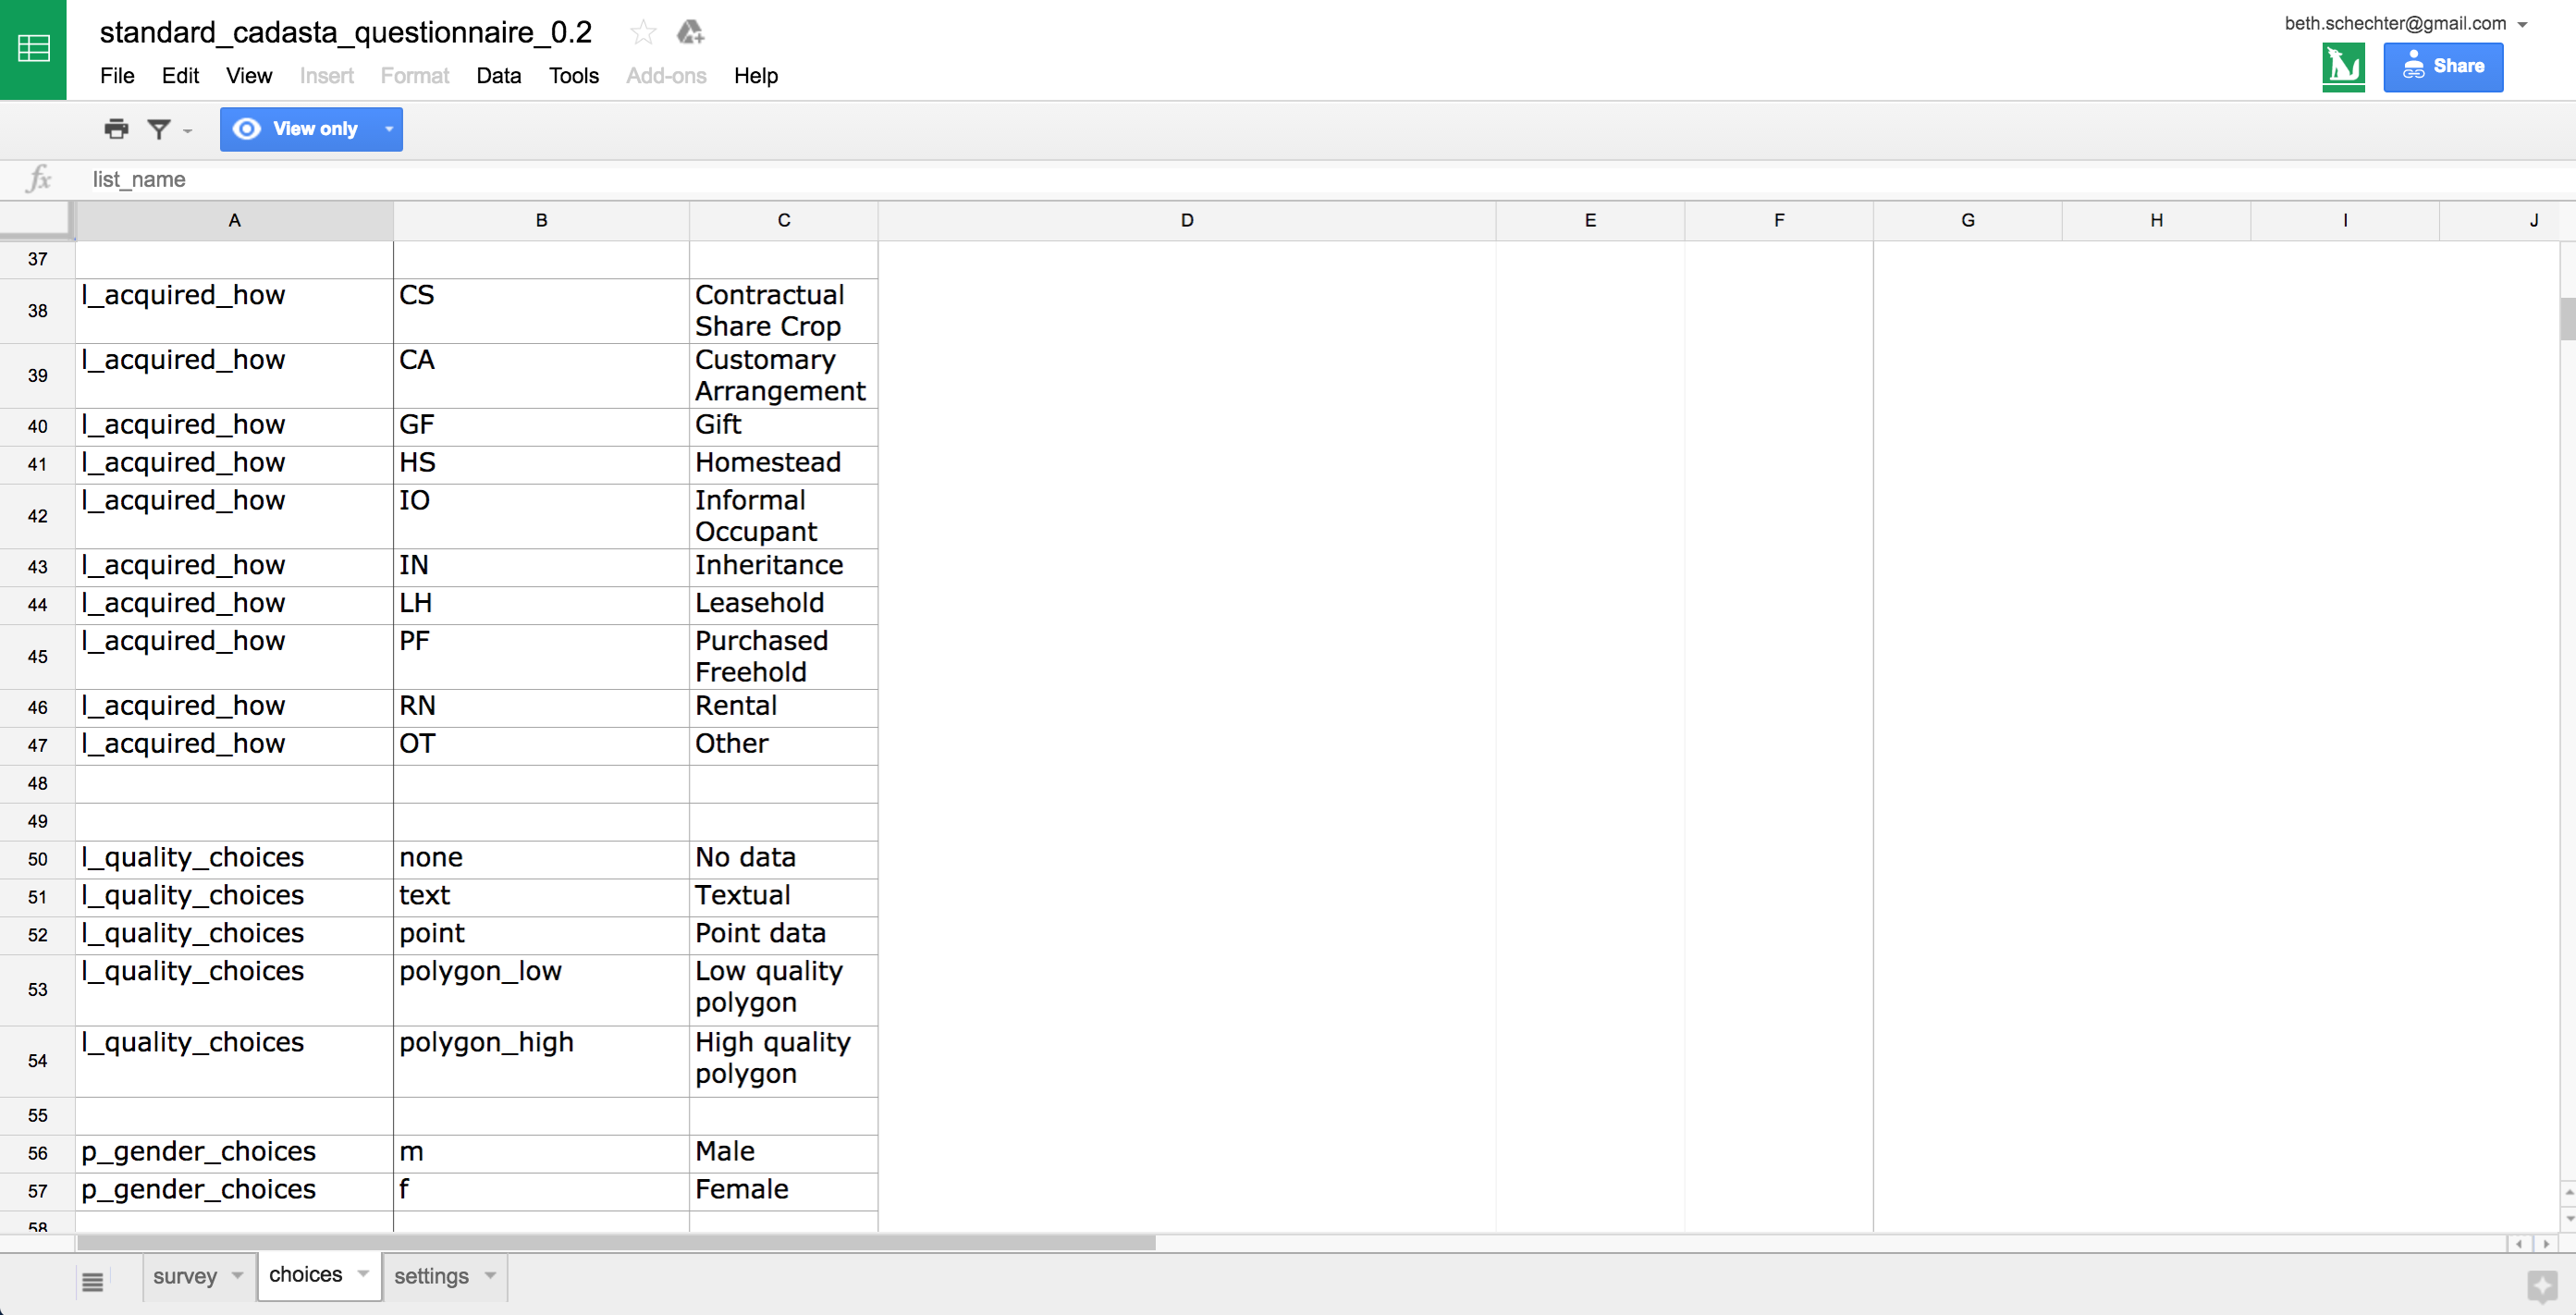 standard_cadasta_questionnaire_0.2
beth.schechter@gmail.com
File Edit View Insert Format Data Tools Add-ons Help
Share
View only
fx list_name
A B C D E F G H I J
37
38 l_acquired_how CS Contractual
Share Crop
39 l_acquired_how CA Customary
Arrangement
40 l_acquired_how GF Gift
41 l_acquired_how HS Homestead
42 l_acquired_how IO Informal
Occupant
43 l_acquired_how IN Inheritance
44 l_acquired_how LH Leasehold
45 l_acquired_how PF Purchased
Freehold
46 l_acquired_how RN Rental
47 l_acquired_how OT Other
48
49
50 l_quality_choices none No data
51 l_quality_choices text Textual
52 l_quality_choices point Point data
53 l_quality_choices polygon_low Low quality
polygon
54 l_quality_choices polygon_high High quality
polygon
55
56 p_gender_choices m Male
57 p_gender_choices f Female
58
survey choices settings